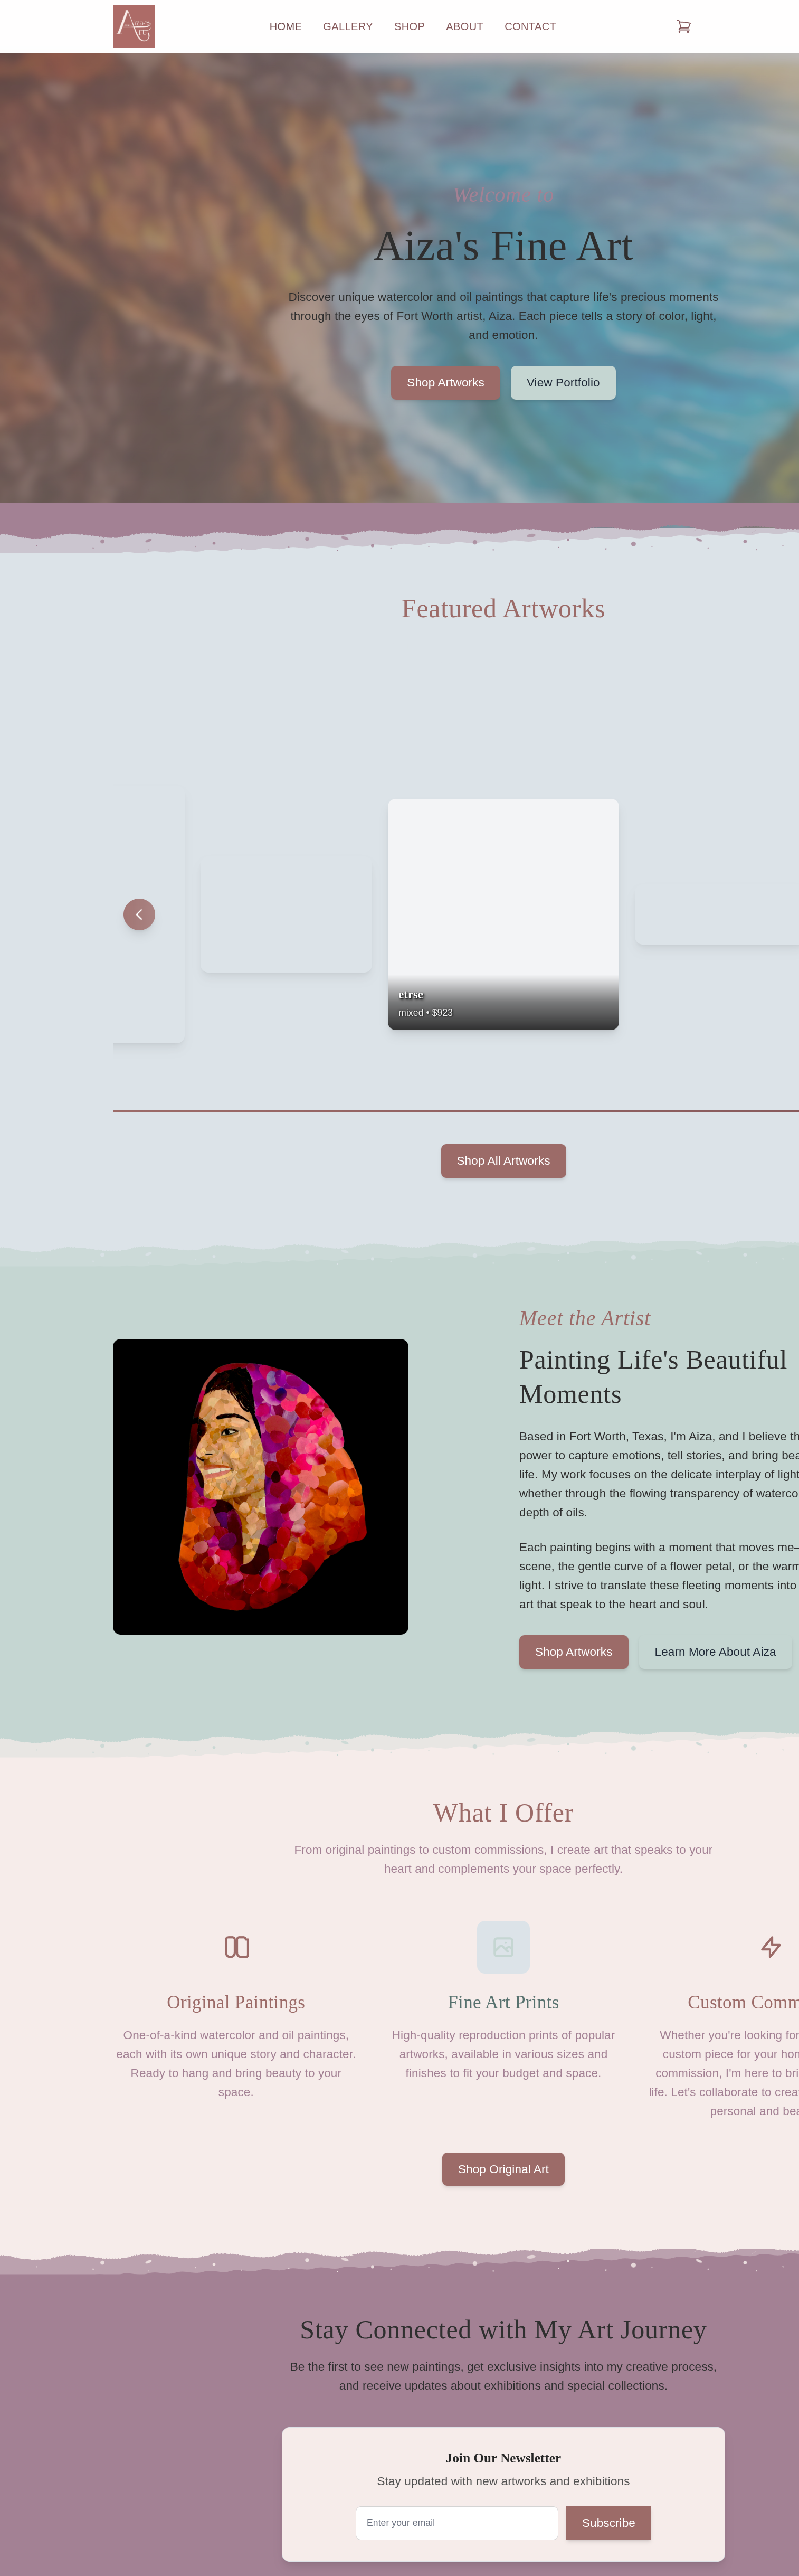 HOME GALLERY SHOP ABOUT CONTACT
Welcome to
Aiza's Fine Art
Discover unique watercolor and oil paintings that capture life's precious moments
through the eyes of Fort Worth artist, Aiza. Each piece tells a story of color, light,
and emotion.
Shop Artworks View Portfolio
Featured Artworks
etrse
mixed • $923
Shop All Artworks
Meet the Artist
Painting Life's Beautiful
Moments
Based in Fort Worth, Texas, I'm Aiza, and I believe
power to capture emotions, tell stories, and bring
life. My work focuses on the delicate interplay of light
whether through the flowing transparency of
depth of oils.
Each painting begins with a moment that moves me—
scene, the gentle curve of a flower petal, or the
light. I strive to translate these fleeting moments into
art that speak to the heart and soul.
Shop Artworks Learn More About Aiza
What I Offer
From original paintings to custom commissions, I create art that speaks to your
heart and complements your space perfectly.
Original Paintings
One-of-a-kind watercolor and oil paintings,
each with its own unique story and character.
Ready to hang and bring beauty to your
space.
Fine Art Prints
High-quality reproduction prints of popular
artworks, available in various sizes and
finishes to fit your budget and space.
Custom
Whether you're looking for
custom piece for your
commission, I'm here to
life. Let's collaborate to
personal and
Shop Original Art
Stay Connected with My Art Journey
Be the first to see new paintings, get exclusive insights into my creative process,
and receive updates about exhibitions and special collections.
Join Our Newsletter
Stay updated with new artworks and exhibitions
Enter your email Subscribe